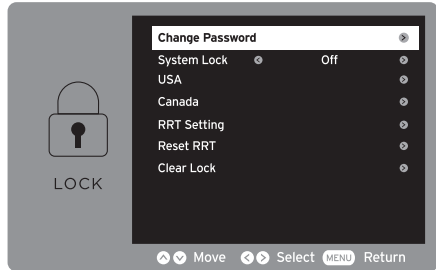 Change Password
System Lock Off
USA
Canada
RRT Setting
Reset RRT
Clear Lock
LOCK
Move Select MENU Return